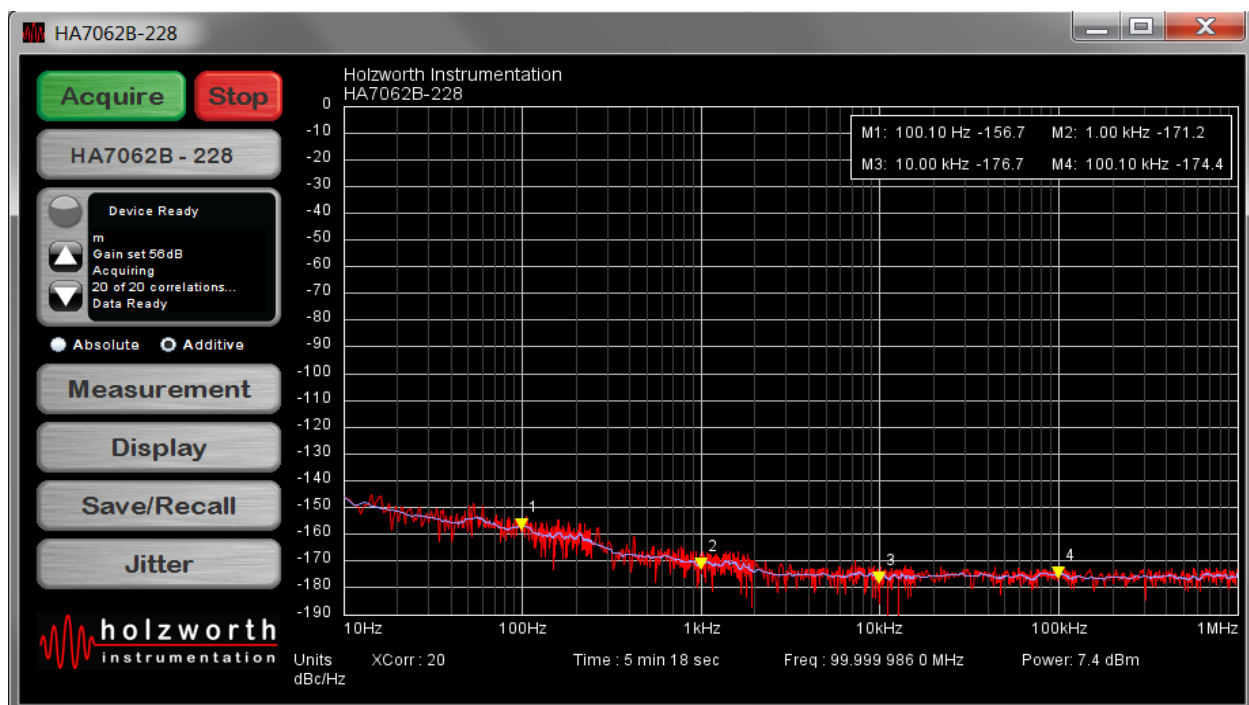 HA7062B-228
Acquire Stop
HA7062B - 228
Device Ready
m
Gain set 56dB
Acquiring
20 of 20 correlations...
Data Ready
Absolute Additive
Measurement
Display
Save/Recall
Jitter
holzworth
instrumentation
Holzworth Instrumentation
HA7062B-228
M1: 100.10 Hz -156.7 M2: 1.00 kHz -171.2
M3: 10.00 kHz -176.7 M4: 100.10 kHz -174.4
0
-10
-20
-30
-40
-50
-60
-70
-80
-90
-100
-110
-120
-130
-140
-150
-160
-170
-180
-190
1
2
3
4
10Hz 100Hz 1kHz 10kHz 100kHz 1MHz
Units XCorr : 20 Time : 5 min 18 sec Freq : 99.999 986 0 MHz Power: 7.4 dBm
dBc/Hz